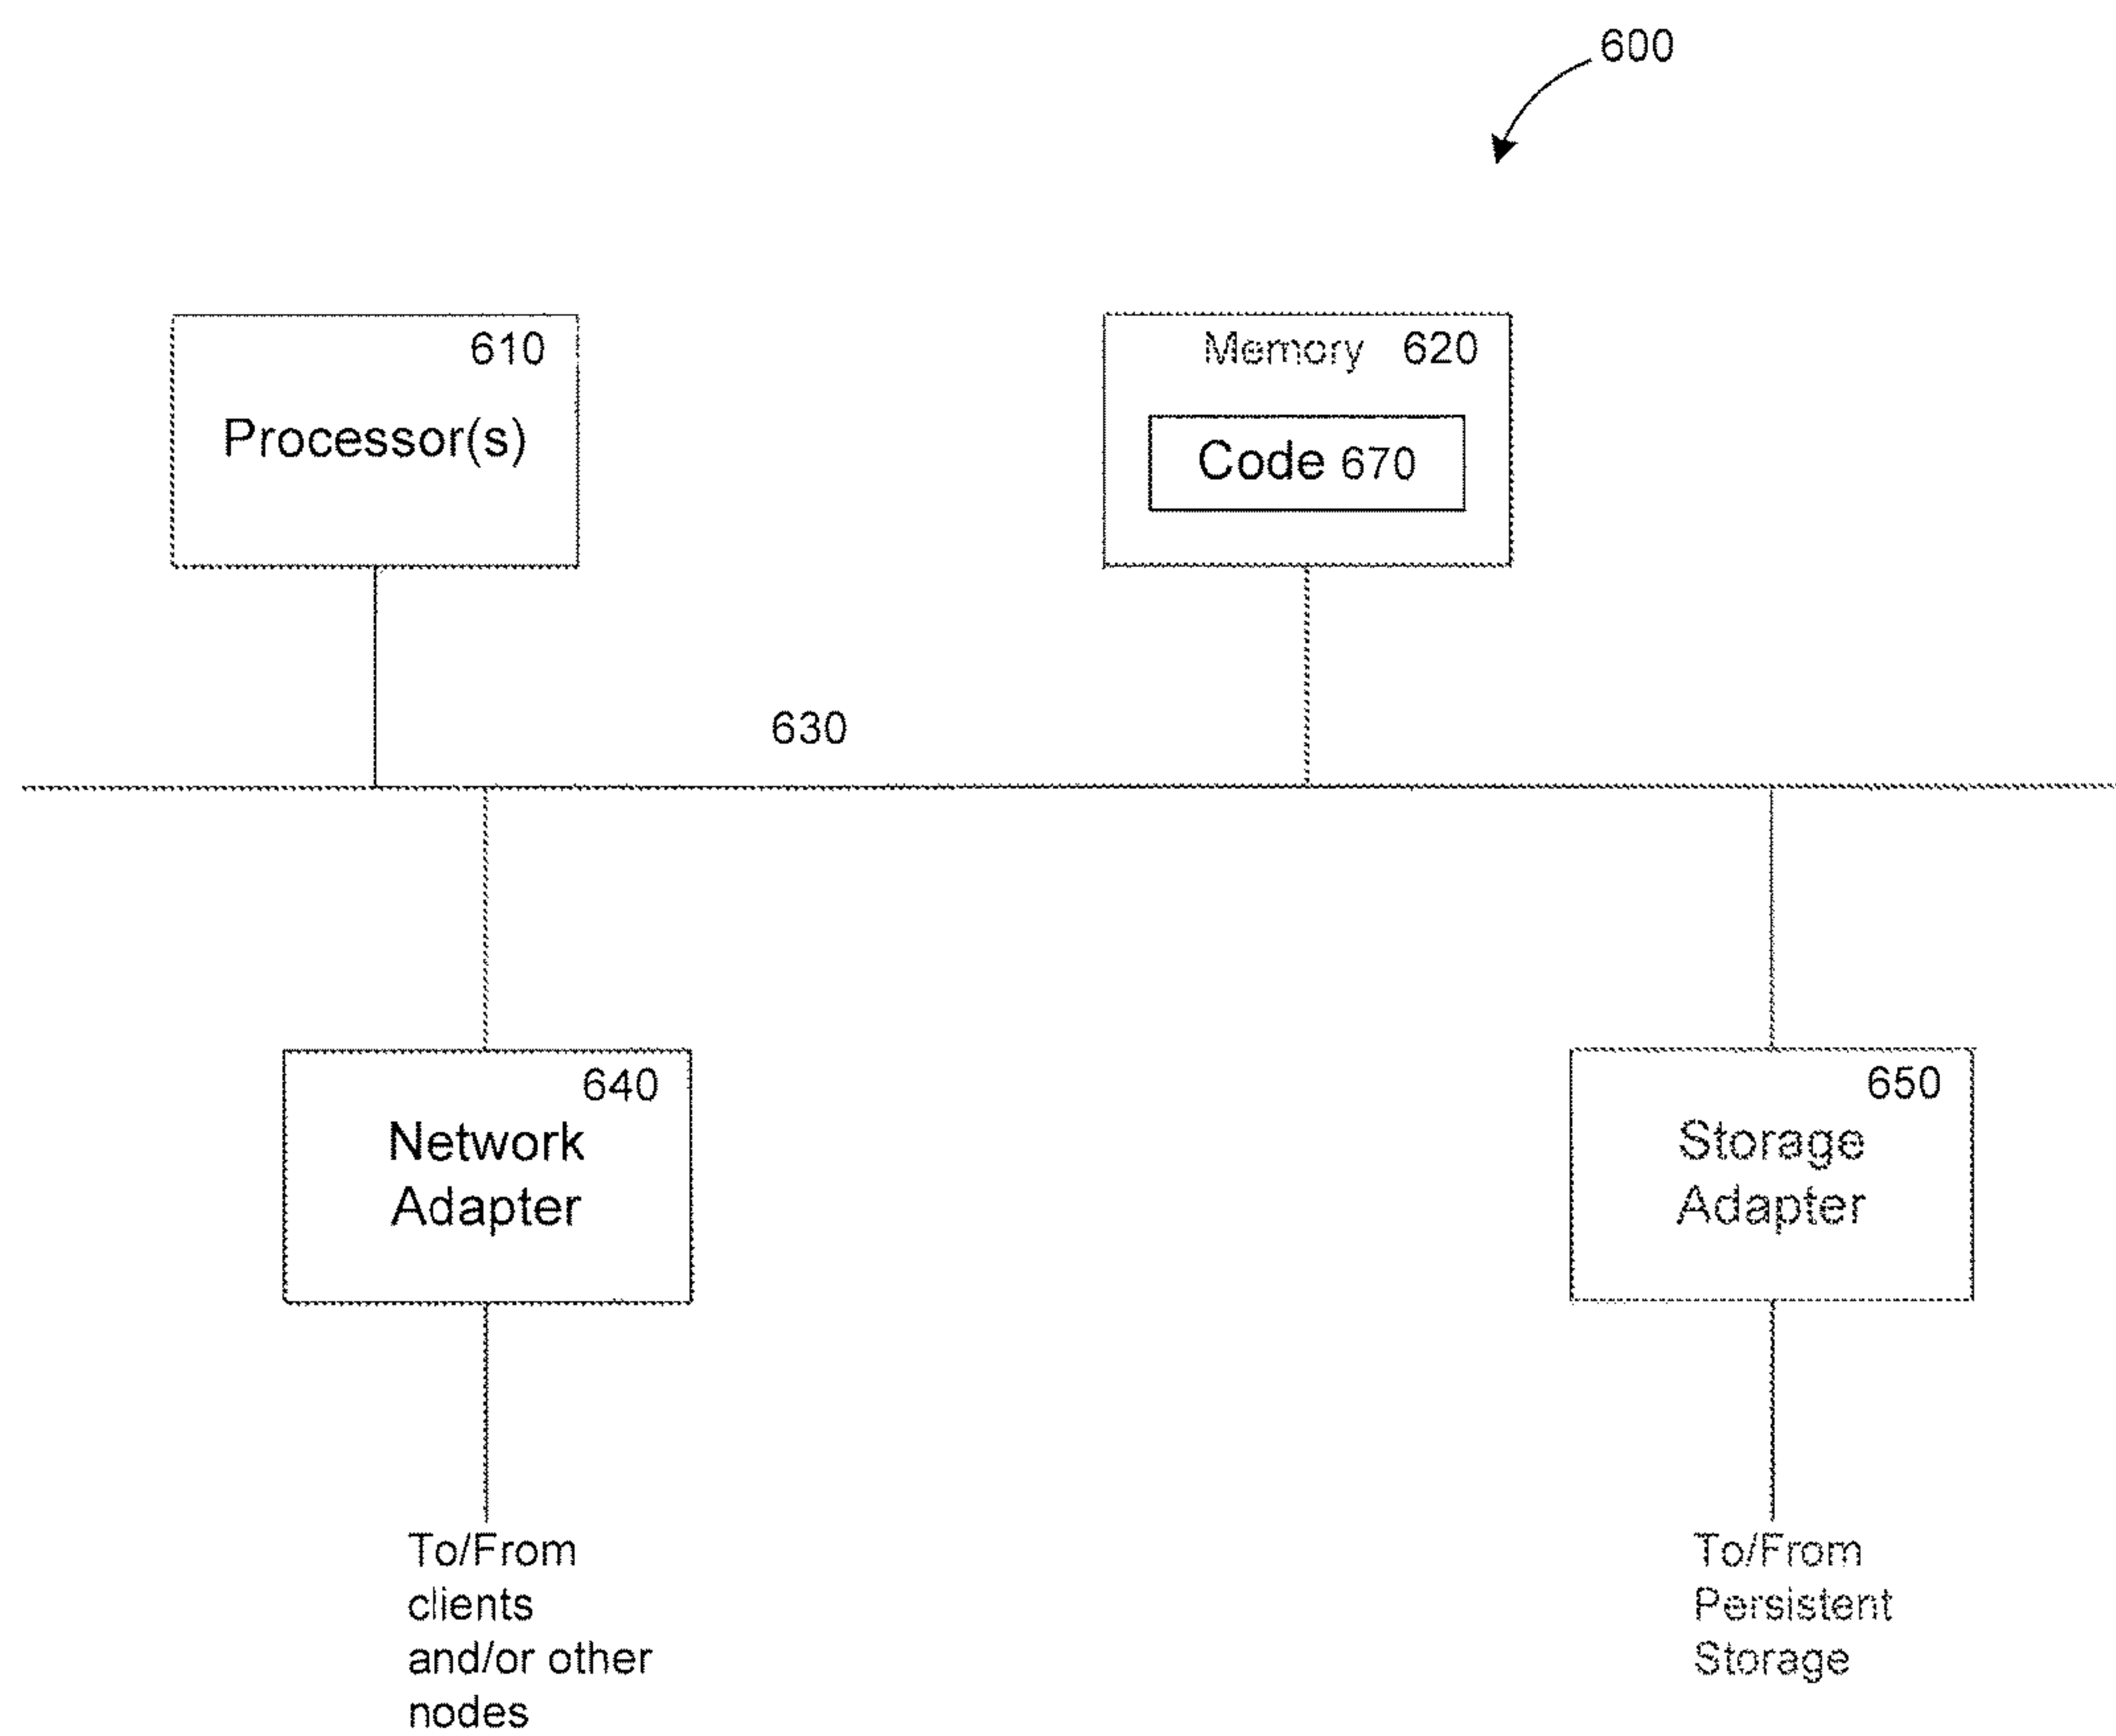 600
610
Processor(s)
Memory 620
Code 670
630
640
Network
Adapter
650
Storage
Adapter
To/From
clients
and/or other
nodes
To/From
Persistent
Storage